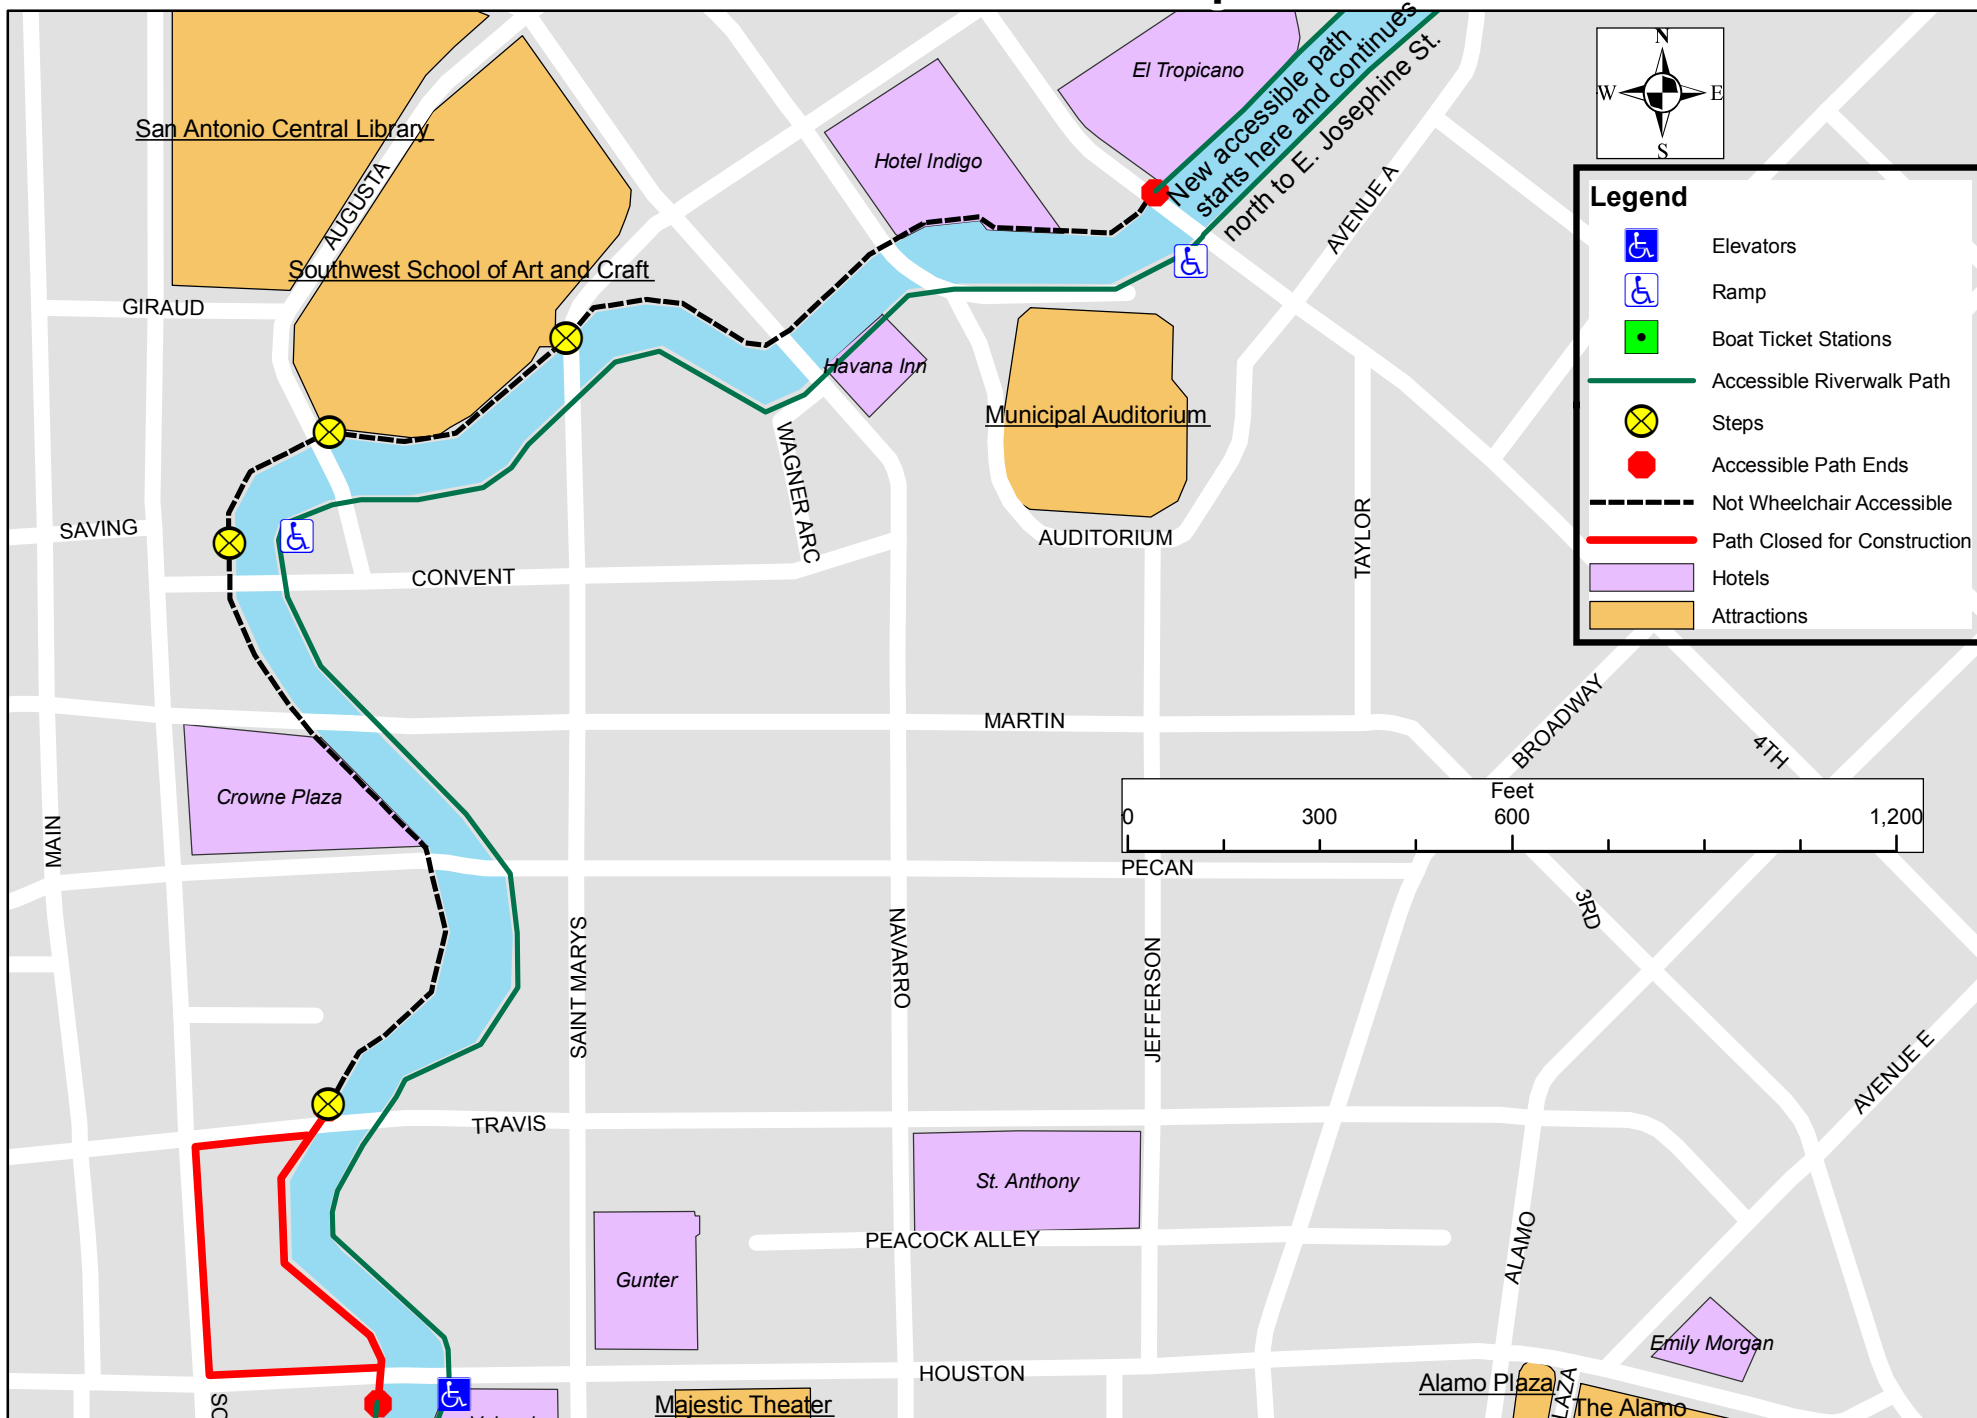 New accessible path
starts here and continues
north to E. Josephine St.
El Tropicano
N
W
E
S
San Antonio Central Library
Hotel Indigo
AUGUSTA
AVENUE A
Legend
Elevators
Ramp
Boat Ticket Stations
Accessible Riverwalk Path
Steps
Accessible Path Ends
Not Wheelchair Accessible
Path Closed for Construction
Hotels
Attractions
Southwest School of Art and Craft
GIRAUD
Havana Inn
Municipal Auditorium
WAGNER ARC
SAVING
AUDITORIUM
TAYLOR
CONVENT
MARTIN
BROADWAY
4TH
Crowne Plaza
MAIN
Feet
0
300
600
1,200
PECAN
3RD
SAINT MARYS
NAVARRO
JEFFERSON
AVENUE E
TRAVIS
St. Anthony
PEACOCK ALLEY
ALAMO
Gunter
Emily Morgan
HOUSTON
Alamo Plaza
Majestic Theater
The Alamo